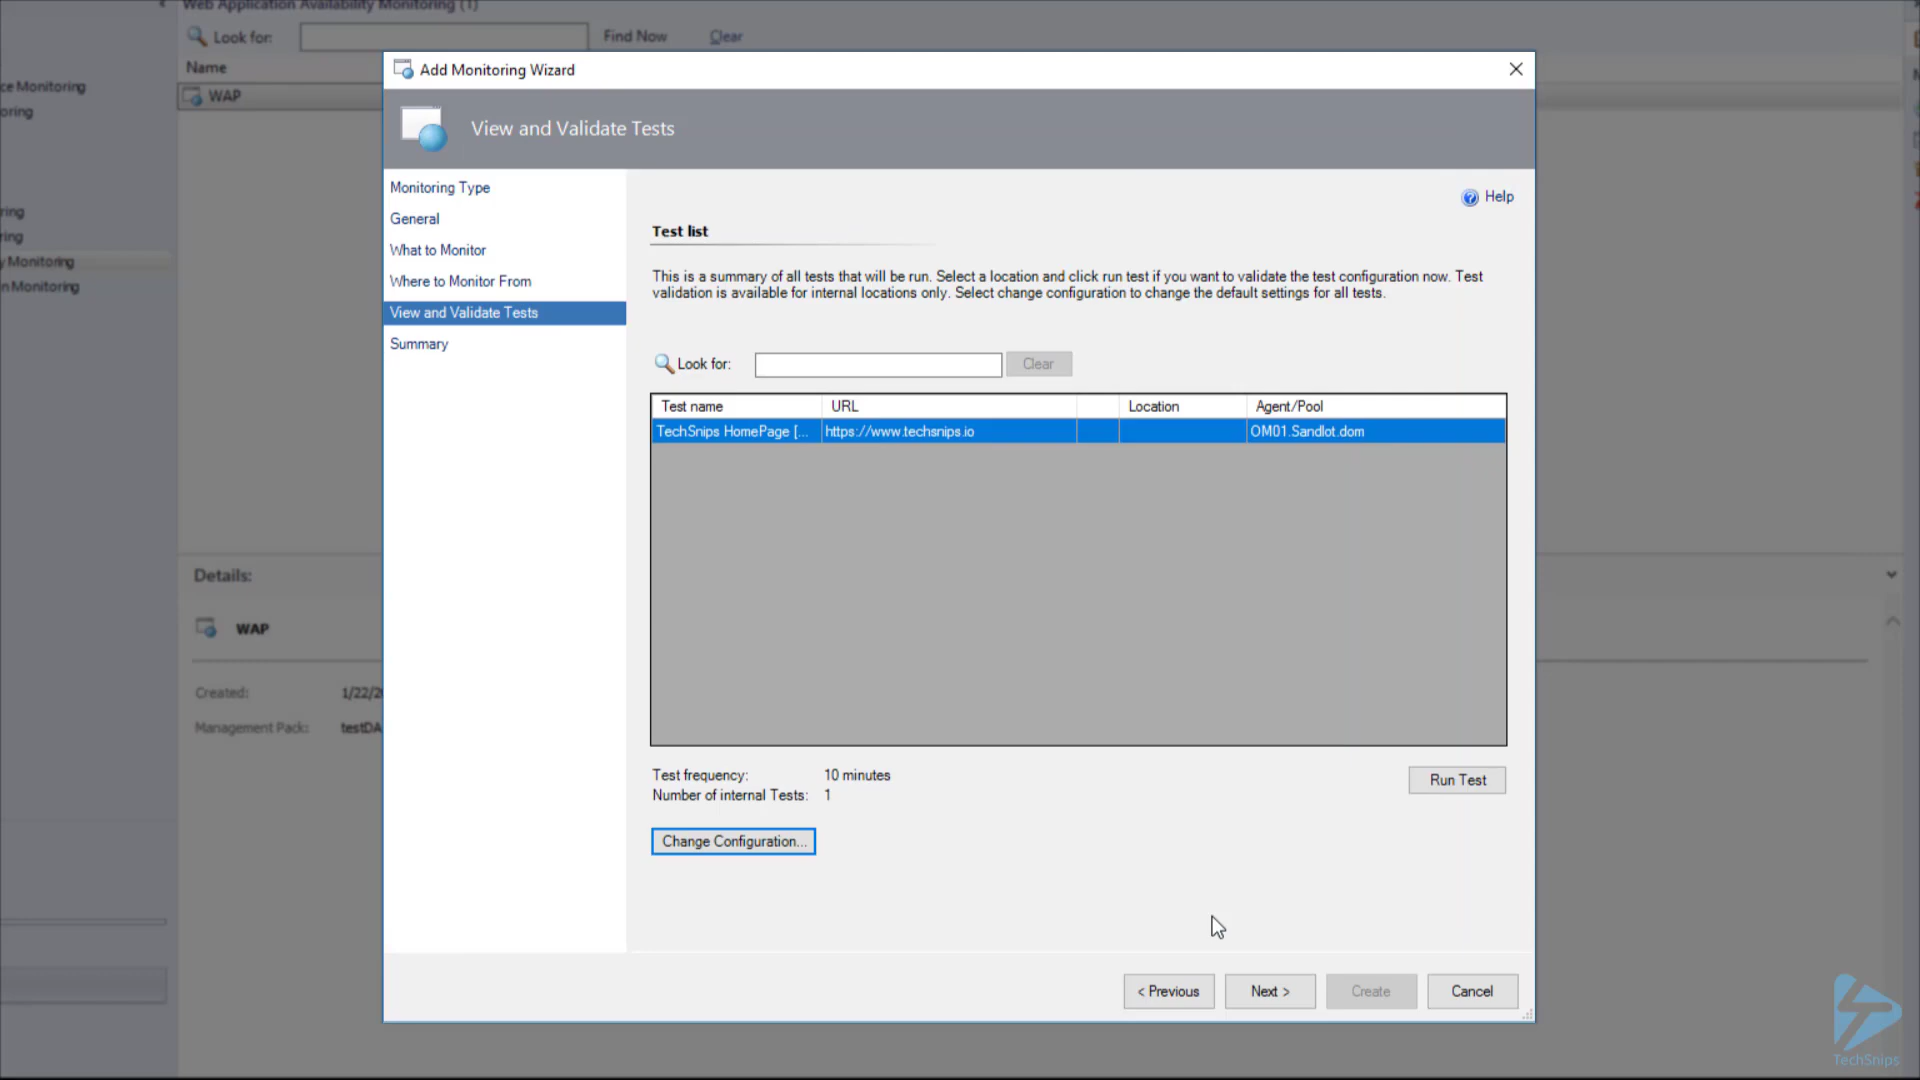 Web Application Availability Monitoring (1)
Look for:
Find Now
Clear
Name
WAP
ce Monitoring
oring
ring
ring
y Monitoring
n Monitoring
Details:
WAP
Created:
1/22/20
Management Pack:
testDA
Add Monitoring Wizard
View and Validate Tests
Monitoring Type
General
What to Monitor
Where to Monitor From
View and Validate Tests
Summary
Help
Test list
This is a summary of all tests that will be run. Select a location and click run test if you want to validate the test configuration now. Test
validation is available for internal locations only. Select change configuration to change the default settings for all tests.
Look for:
Clear
Test name URL Location Agent/Pool
TechSnips HomePage [... https://www.techsnips.io OM01.Sandlot.dom
Test frequency: 10 minutes
Number of internal Tests: 1
Run Test
Change Configuration...
< Previous
Next >
Create
Cancel
TechSnips